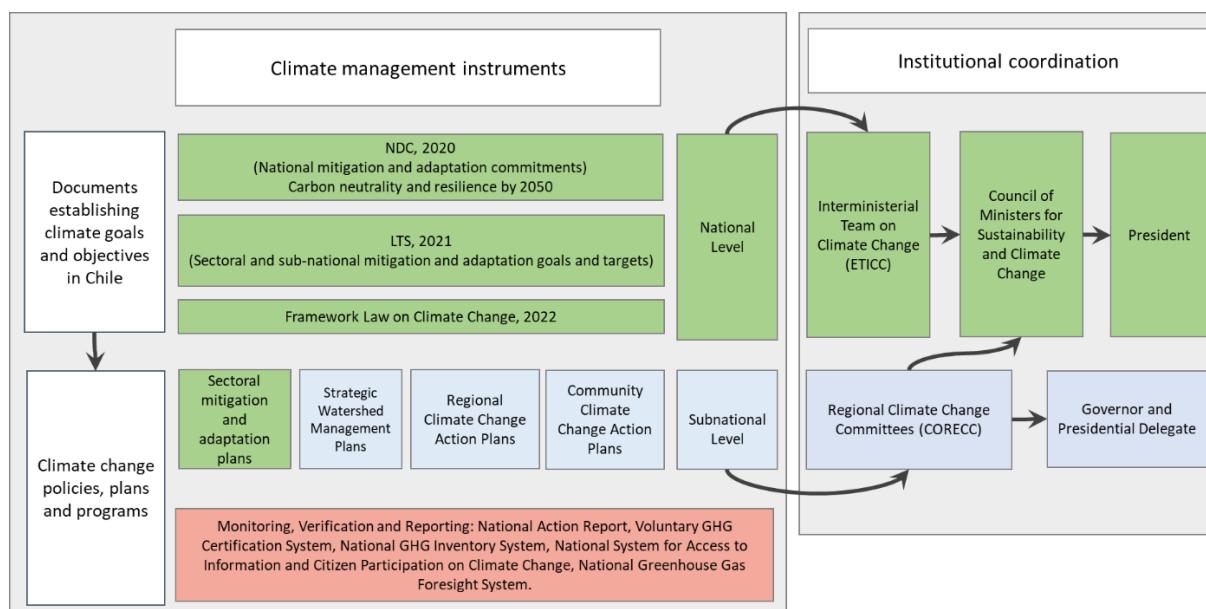 Climate management instruments
Institutional coordination
Documents
establishing
climate goals
and objectives
in Chile
NDC, 2020
(National mitigation and adaptation commitments)
Carbon neutrality and resilience by 2050
LTS, 2021
(Sectoral and sub-national mitigation and adaptation goals and targets)
Framework Law on Climate Change, 2022
National
Level
Interministerial
Team on
Climate Change
(ETICC)
Council of
Ministers for
Sustainability
and Climate
Change
President
Climate change
policies, plans
and programs
Sectoral
mitigation
and
adaptation
plans
Strategic
Watershed
Management
Plans
Regional
Climate Change
Action Plans
Community
Climate
Change Action
Plans
Subnational
Level
Regional Climate Change
Committees (CORECC)
Governor and
Presidential Delegate
Monitoring, Verification and Reporting: National Action Report, Voluntary GHG
Certification System, National GHG Inventory System, National System for Access to
Information and Citizen Participation on Climate Change, National Greenhouse Gas
Foresight System.